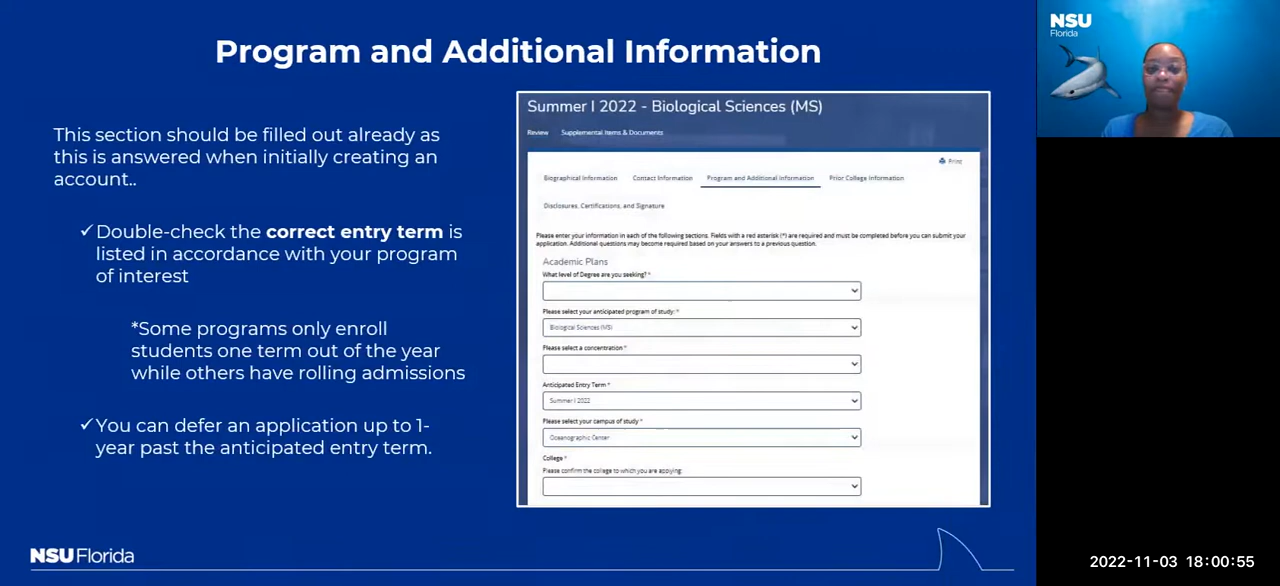 Program and Additional Information
This section should be filled out already as
this is answered when initially creating an
account..
✓Double-check the correct entry term is
listed in accordance with your program
of interest
*Some programs only enroll
students one term out of the year
while others have rolling admissions
✓You can defer an application up to 1-
year past the anticipated entry term.
Summer I 2022 - Biological Sciences (MS)
Review Supplemental Items & Documents
Print
Biographical Information Contact Information Program and Additional Information Prior College Information
Disclosures, Certifications, and Signature
Please enter your information in each of the following sections. Fields with a red asterisk (*) are required and must be completed before you can submit your
application. Additional questions may become required based on your answers to a previous question.
Academic Plans
What level of Degree are you seeking? *
Please select your anticipated program of study: *
Biological Sciences (MS)
Please select a concentration *
Anticipated Entry Term *
Summer I 2022
Please select your campus of study *
Oceanographic Center
College *
Please confirm the college to which you are applying:
NSU Florida
NSU
Florida
2022-11-03 18:00:55